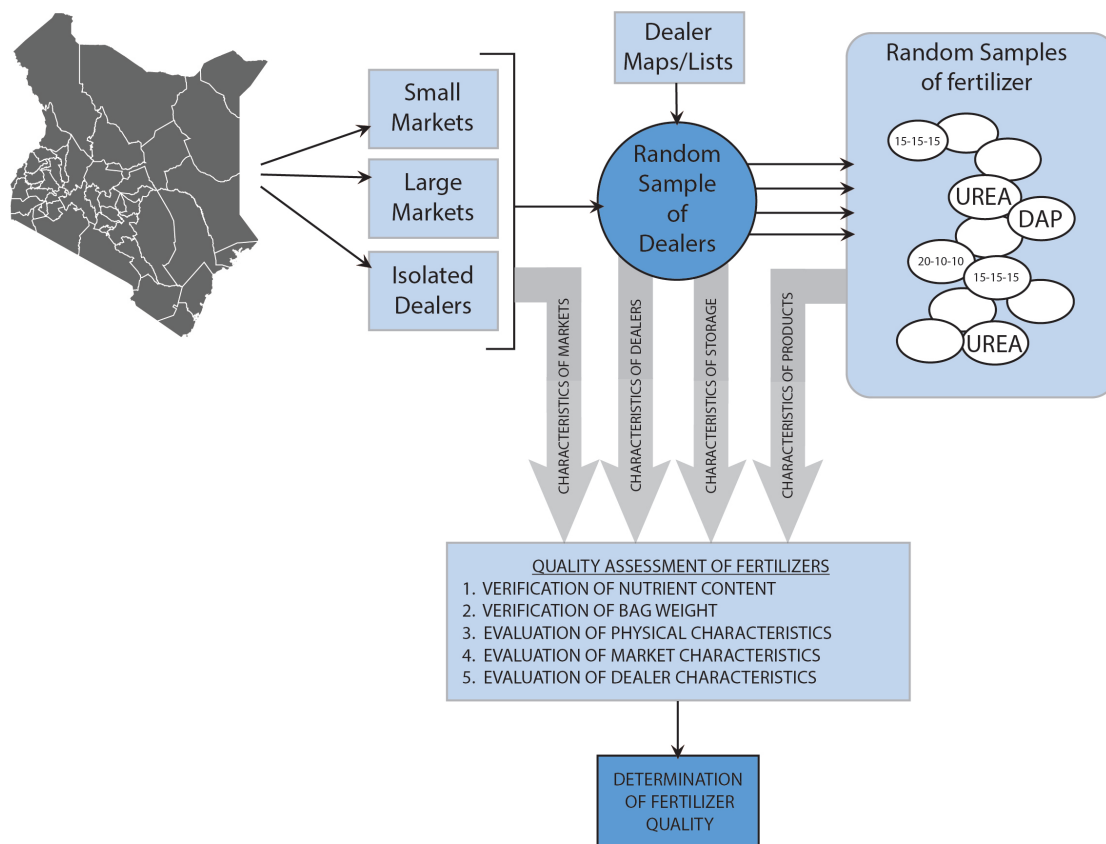 Small
Markets
Large
Markets
Isolated
Dealers
Dealer
Maps/Lists
Random
Sample
of
Dealers
Random Samples
of fertilizer
15-15-15
UREA
DAP
20-10-10
15-15-15
UREA
CHARACTERISTICS OF MARKETS
CHARACTERISTICS OF DEALERS
CHARACTERISTICS OF STORAGE
CHARACTERISTICS OF PRODUCTS
QUALITY ASSESSMENT OF FERTILIZERS
1. VERIFICATION OF NUTRIENT CONTENT
2. VERIFICATION OF BAG WEIGHT
3. EVALUATION OF PHYSICAL CHARACTERISTICS
4. EVALUATION OF MARKET CHARACTERISTICS
5. EVALUATION OF DEALER CHARACTERISTICS
DETERMINATION
OF FERTILIZER
QUALITY